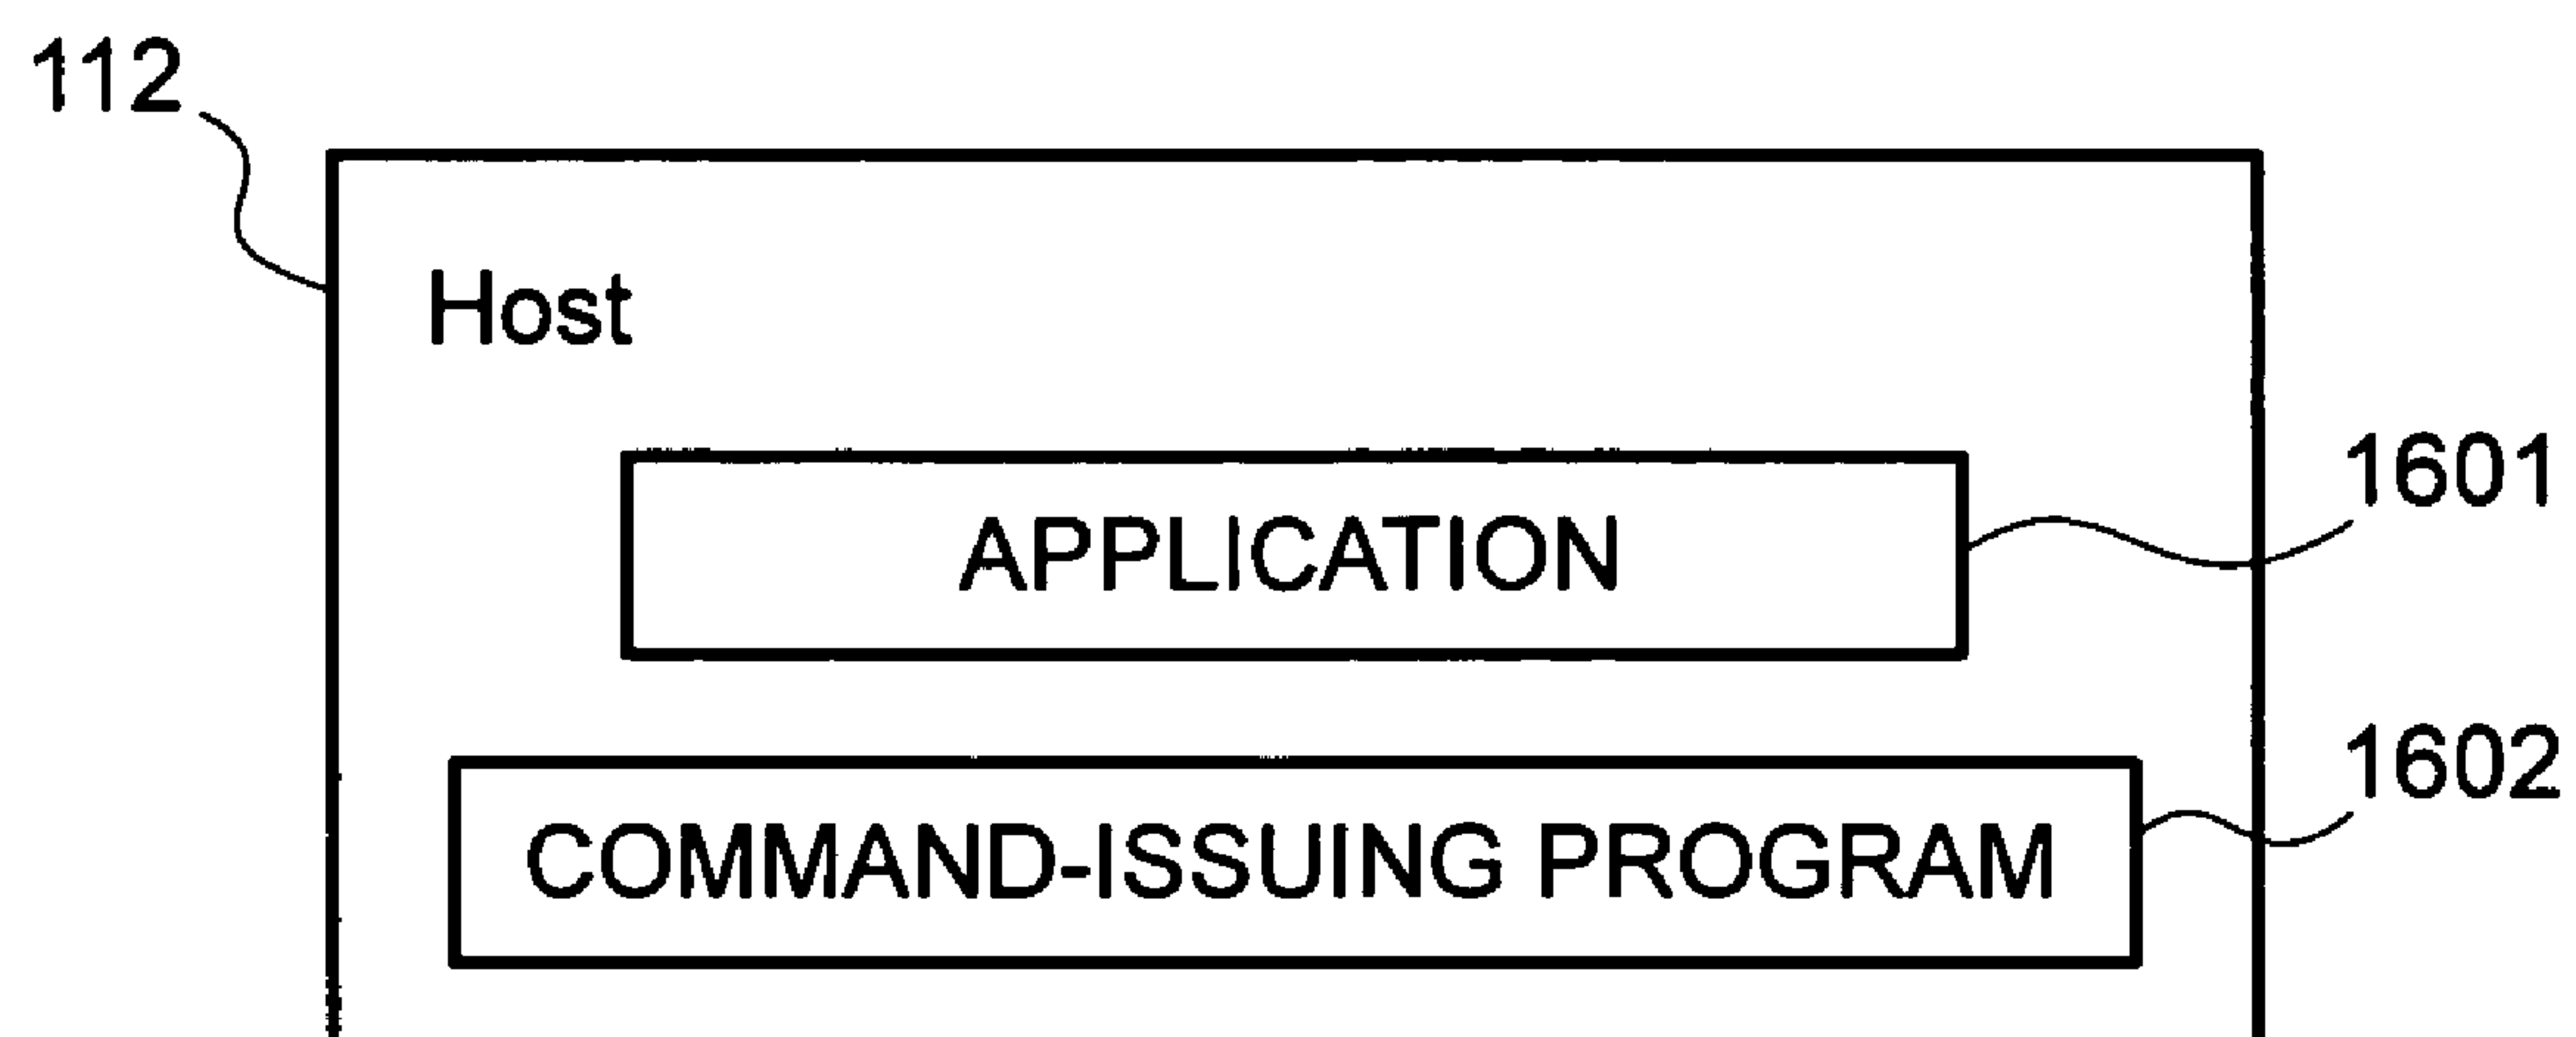 112
Host
APPLICATION
1601
COMMAND-ISSUING PROGRAM
1602